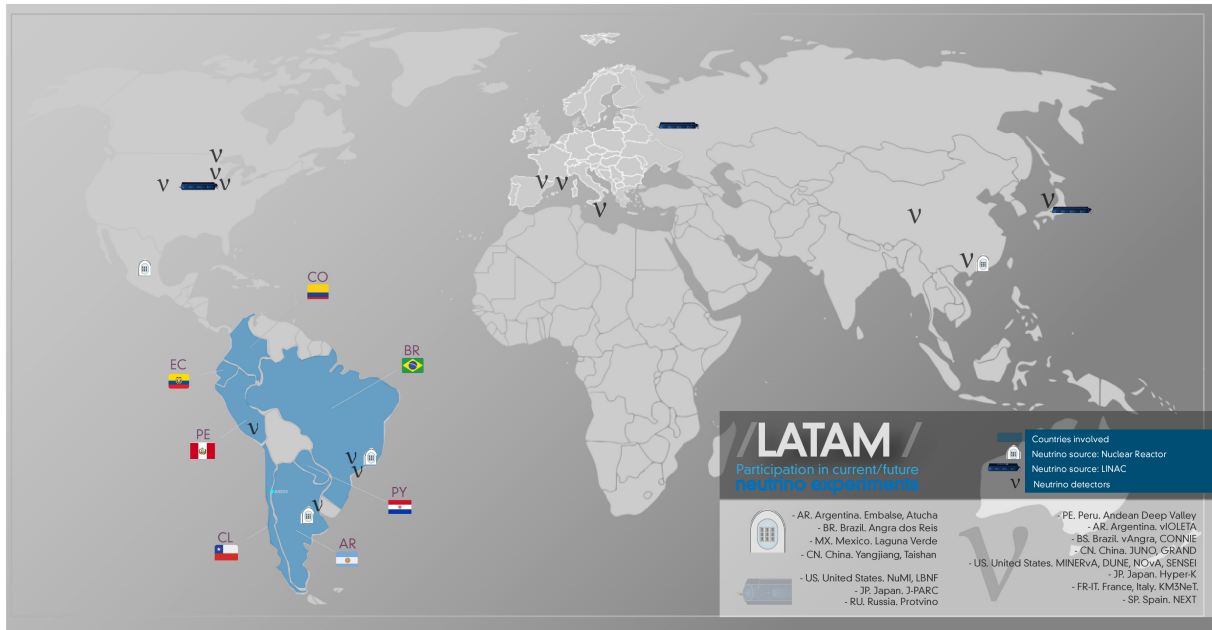 ν
ν
ν ν
ν ν
ν
ν
ν
ν
CO
BR
EC
PE
ν
ν
ν
PY
ν
CL
AR
//LATAM/
Participation in current/future
neutrino experiments
Countries involved
Neutrino source: Nuclear Reactor
Neutrino source: LINAC
ν Neutrino detectors
- AR. Argentina. Embalse, Atucha
- BR. Brazil. Angra dos Reis
- MX. Mexico. Laguna Verde
- CN. China. Yangjiang, Taishan
- US. United States. NuMI, LBNF
- JP. Japan. J-PARC
- RU. Russia. Protvino
ν
- PE. Peru. Andean Deep Valley
- AR. Argentina. νIOLETA
- BS. Brazil. νAngra, CONNIE
- CN. China. JUNO, GRAND
- US. United States. MINERνA, DUNE, NOνA, SENSEI
- JP. Japan. Hyper-K
- FR-IT. France, Italy. KM3NeT.
- SP. Spain. NEXT